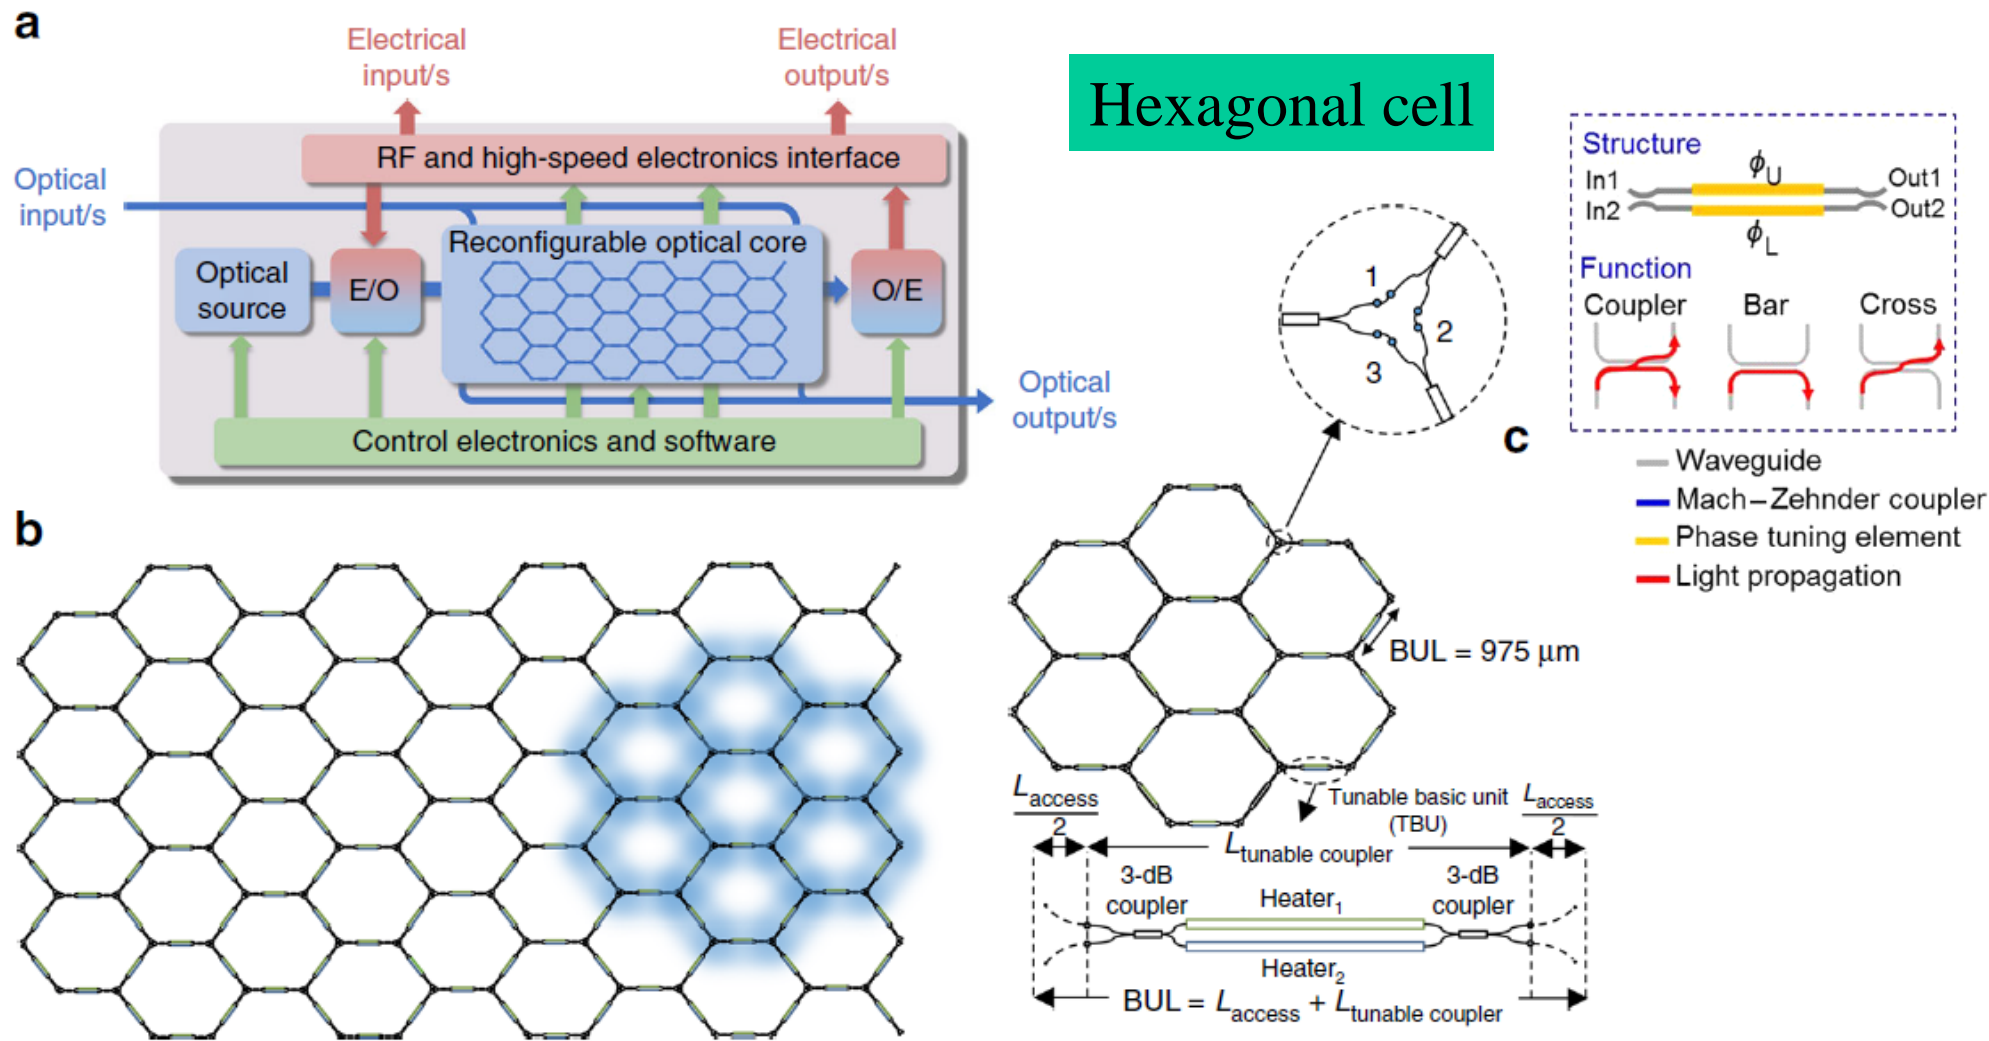 a
Electrical
input/s
Electrical
output/s
RF and high-speed electronics interface
Optical
input/s
Reconfigurable optical core
Optical
source
E/O
O/E
Optical
output/s
Control electronics and software
Hexagonal cell
Structure
ϕU
In1
Out1
In2
Out2
ϕL
Function
Coupler Bar Cross
c
Waveguide
Mach–Zehnder coupler
Phase tuning element
Light propagation
1
2
3
b
BUL = 975 μm
Tunable basic unit
(TBU)
Laccess
2
Laccess
2
Ltunable coupler
3-dB
coupler
Heater1
3-dB
coupler
Heater2
BUL = Laccess + Ltunable coupler